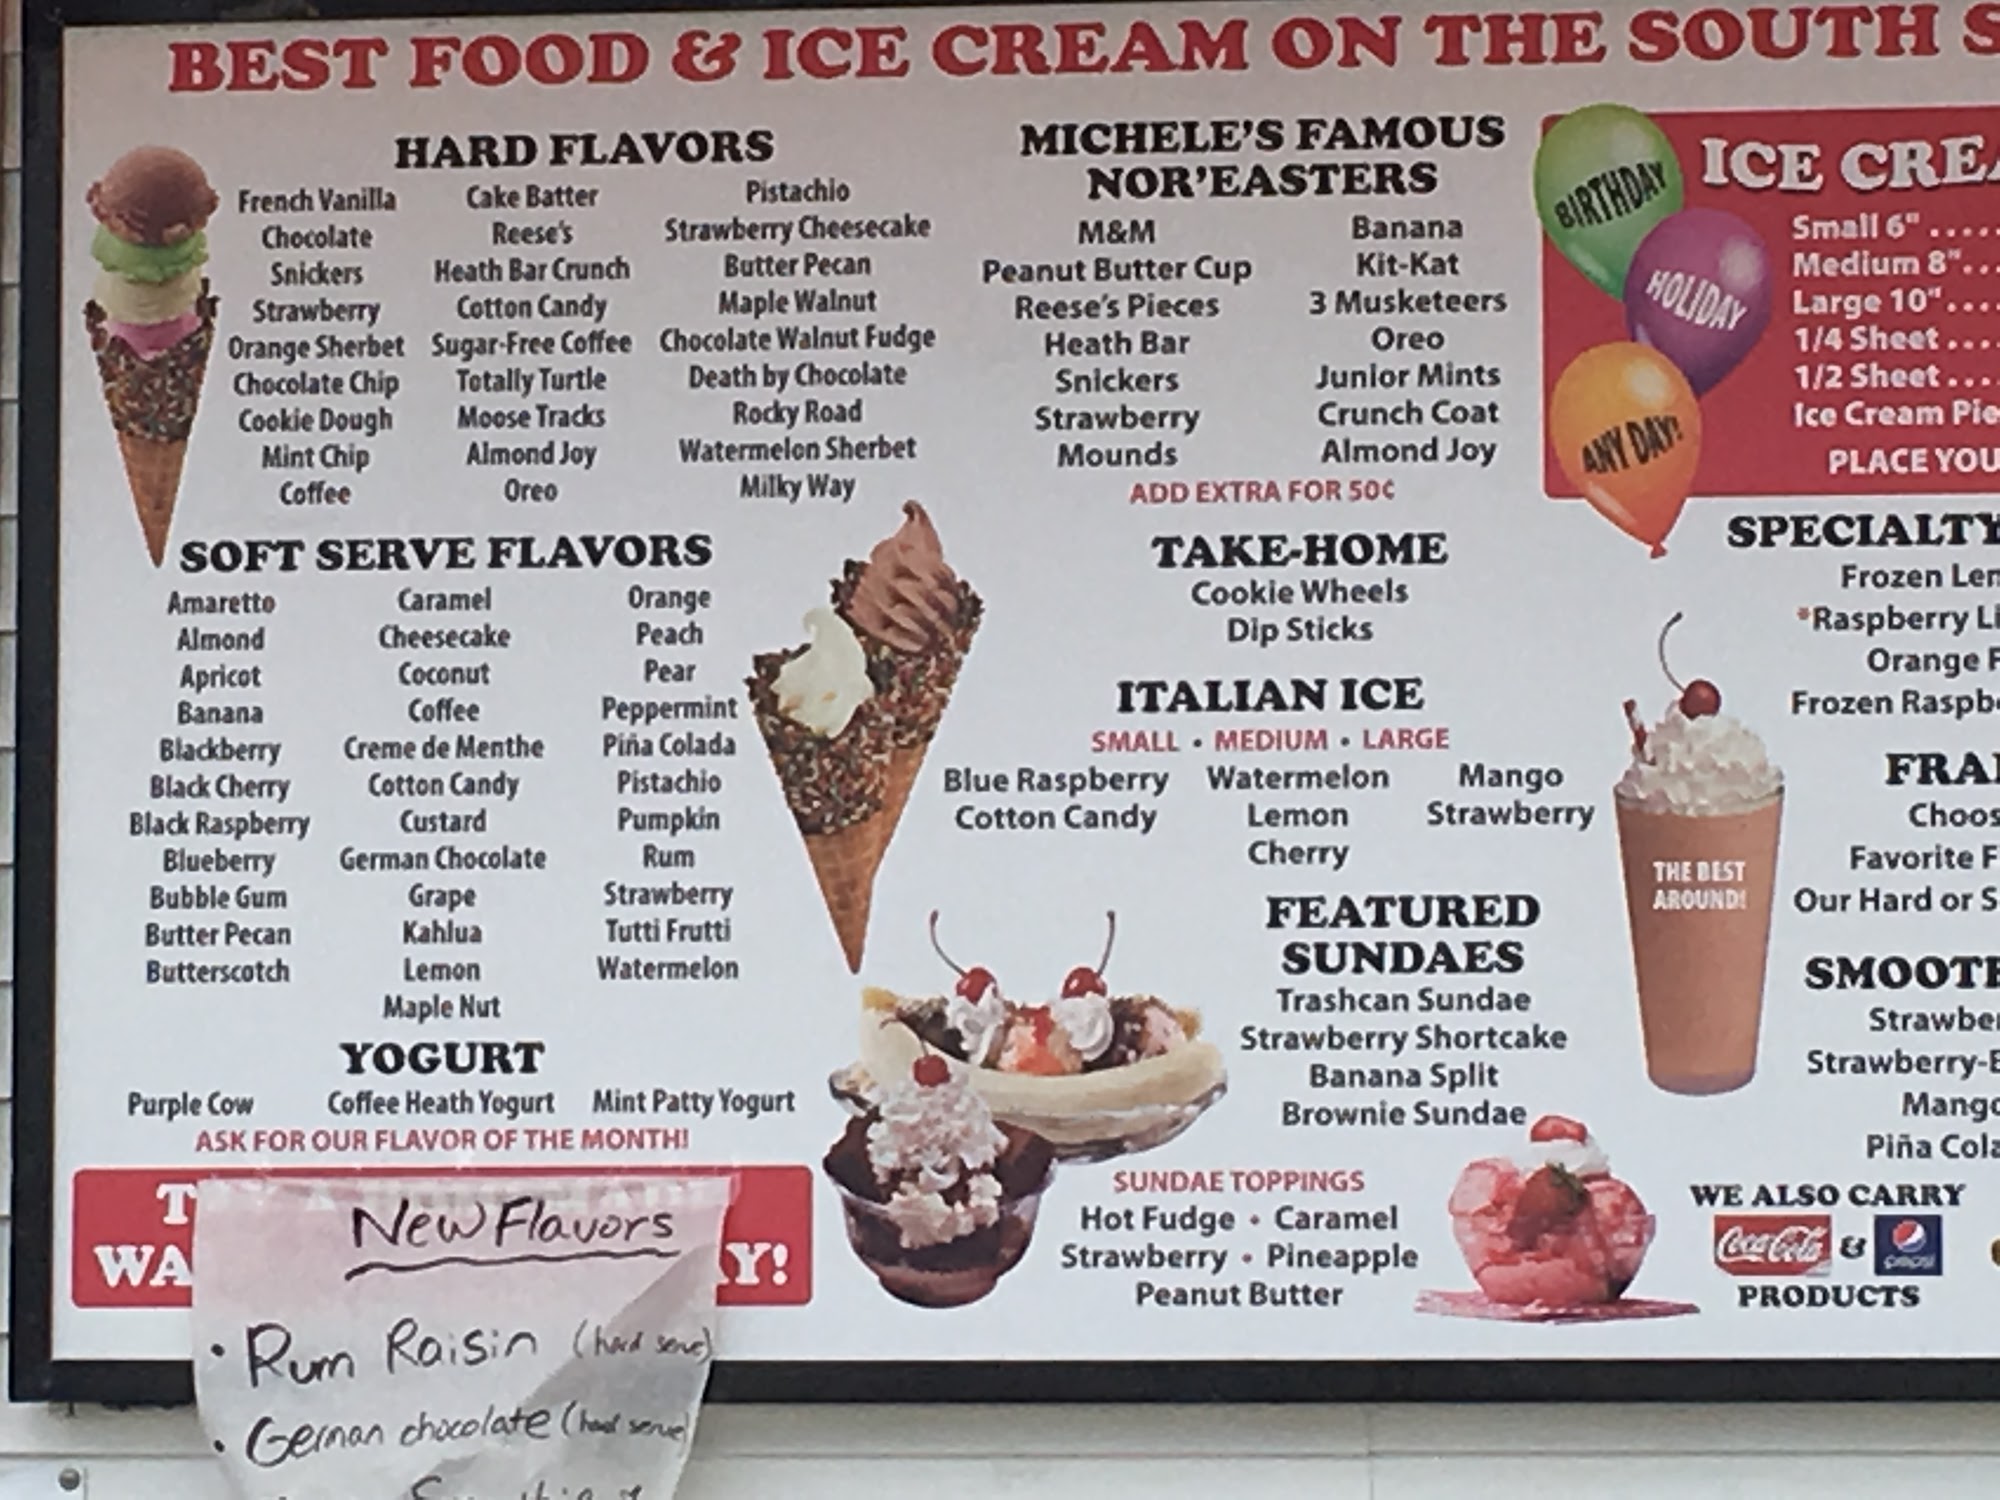 BEST FOOD & ICE CREAM ON THE SOUTH S
HARD FLAVORS
French Vanilla
Chocolate
Snickers
Strawberry
Orange Sherbet
Chocolate Chip
Cookie Dough
Mint Chip
Coffee
Cake Batter
Reese's
Heath Bar Crunch
Cotton Candy
Sugar-Free Coffee
Totally Turtle
Moose Tracks
Almond Joy
Oreo
Pistachio
Strawberry Cheesecake
Butter Pecan
Maple Walnut
Chocolate Walnut Fudge
Death by Chocolate
Rocky Road
Watermelon Sherbet
Milky Way
SOFT SERVE FLAVORS
Amaretto
Almond
Apricot
Banana
Blackberry
Black Cherry
Black Raspberry
Blueberry
Bubble Gum
Butter Pecan
Butterscotch
Caramel
Cheesecake
Coconut
Coffee
Creme de Menthe
Cotton Candy
Custard
German Chocolate
Grape
Kahlua
Lemon
Maple Nut
Orange
Peach
Pear
Peppermint
Piña Colada
Pistachio
Pumpkin
Rum
Strawberry
Tutti Frutti
Watermelon
YOGURT
Purple Cow Coffee Heath Yogurt Mint Patty Yogurt
ASK FOR OUR FLAVOR OF THE MONTH!
T
WA Y!
New Flavors
• Rum Raisin (hard serve)
• German chocolate (hard serve)
MICHELE'S FAMOUS
NOR'EASTERS
M&M
Peanut Butter Cup
Reese's Pieces
Heath Bar
Snickers
Strawberry
Mounds
Banana
Kit-Kat
3 Musketeers
Oreo
Junior Mints
Crunch Coat
Almond Joy
ADD EXTRA FOR 50¢
TAKE-HOME
Cookie Wheels
Dip Sticks
ITALIAN ICE
SMALL • MEDIUM • LARGE
Blue Raspberry
Cotton Candy
Watermelon
Lemon
Cherry
Mango
Strawberry
FEATURED
SUNDAES
Trashcan Sundae
Strawberry Shortcake
Banana Split
Brownie Sundae
SUNDAE TOPPINGS
Hot Fudge • Caramel
Strawberry • Pineapple
Peanut Butter
BIRTHDAY
HOLIDAY
ANY DAY!
ICE CREA
Small 6" .....
Medium 8"...
Large 10"....
1/4 Sheet ....
1/2 Sheet ....
Ice Cream Pie
PLACE YOU
SPECIALTY
Frozen Lem
*Raspberry Li
Orange F
Frozen Raspb
FRA
Choos
Favorite F
Our Hard or S
THE BEST
AROUND!
SMOOT
Strawbe
Strawberry-B
Mango
Piña Cola
WE ALSO CARRY
Coca-Cola & pepsi
PRODUCTS